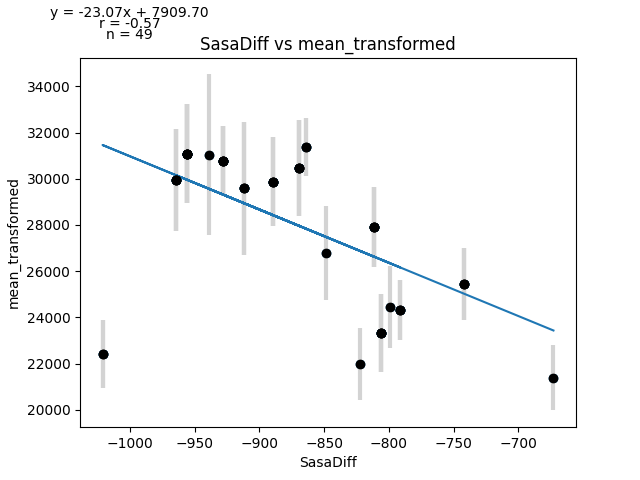 y = -23.07x + 7909.70
r = -0.57
n = 49
SasaDiff vs mean_transformed
34000
32000
30000
28000
26000
24000
22000
20000
mean_transformed
−1000
−950
−900
−850
−800
−750
−700
SasaDiff